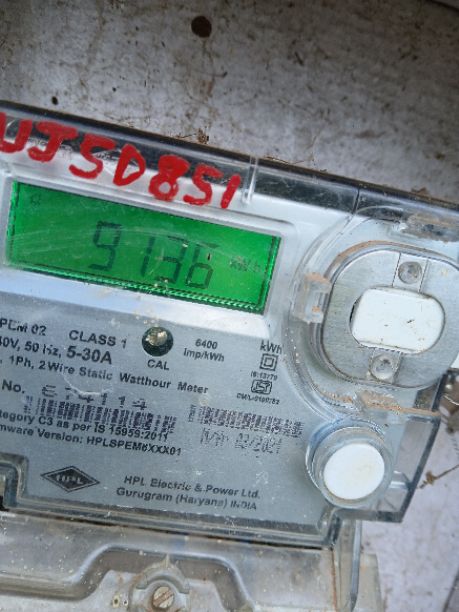 UJSD851
9136 kWh
PEM 02 CLASS 1 6400 kWh
40V, 50 Hz, 5-30A CAL imp/kWh
1Ph, 2 Wire Static Watthour Meter
No.
ategory C3 as per IS 15959:2011
mware Version: HPLSPEM6XXX01
HPL
HPL Electric & Power Ltd.
Gurugram (Haryana) INDIA